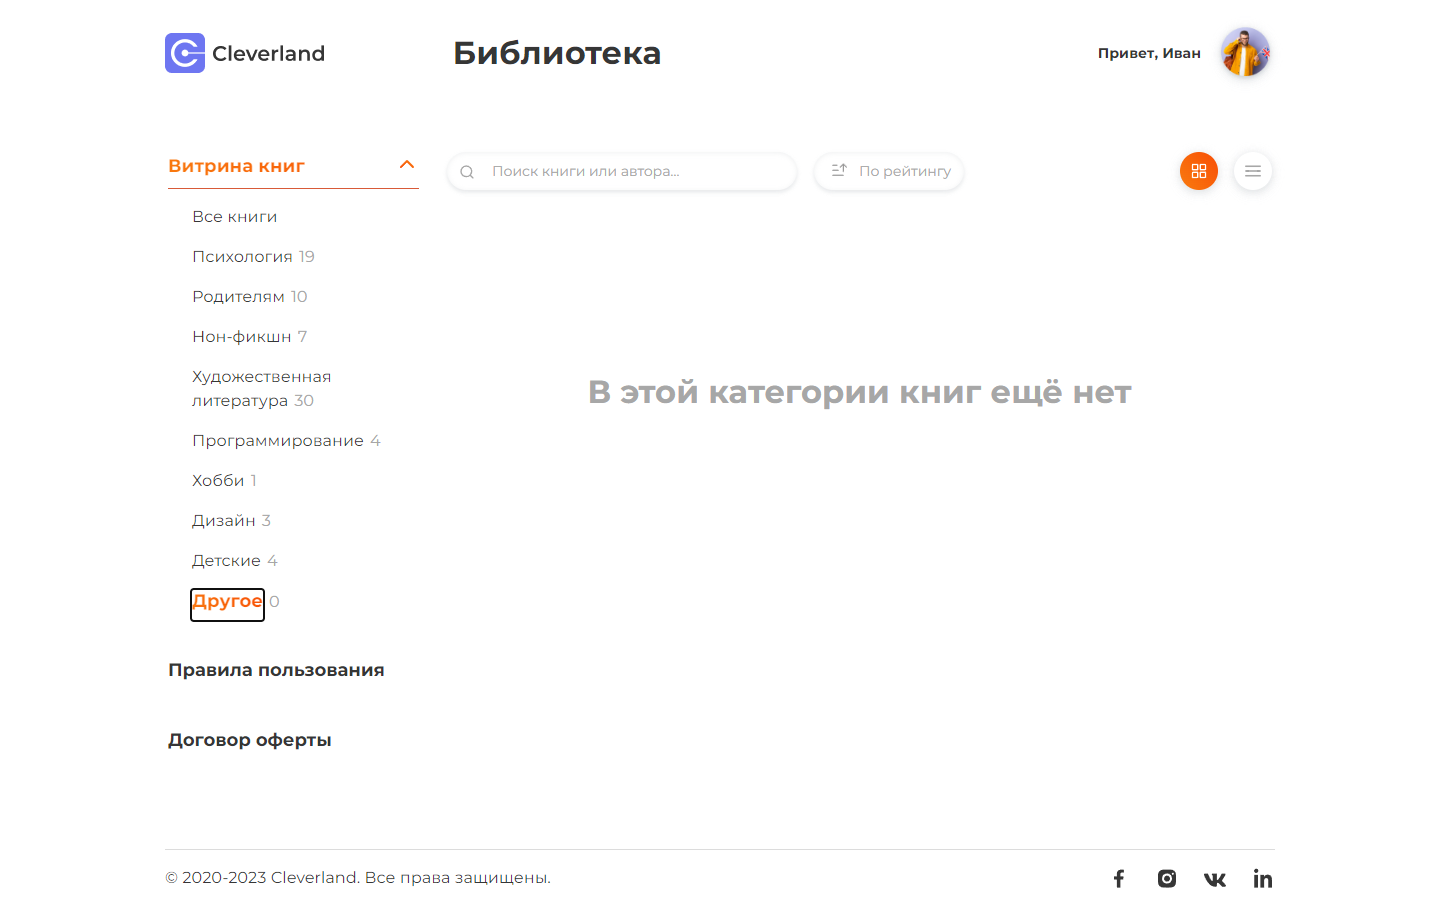 Cleverland
Библиотека
Привет, Иван
Витрина книг
Поиск книги или автора...
По рейтингу
Все книги
Психология 19
Родителям 10
Нон-фикшн 7
Художественная
литература 30
Программирование 4
Хобби 1
Дизайн 3
Детские 4
Другое 0
В этой категории книг ещё нет
Правила пользования
Договор оферты
© 2020-2023 Cleverland. Все права защищены.